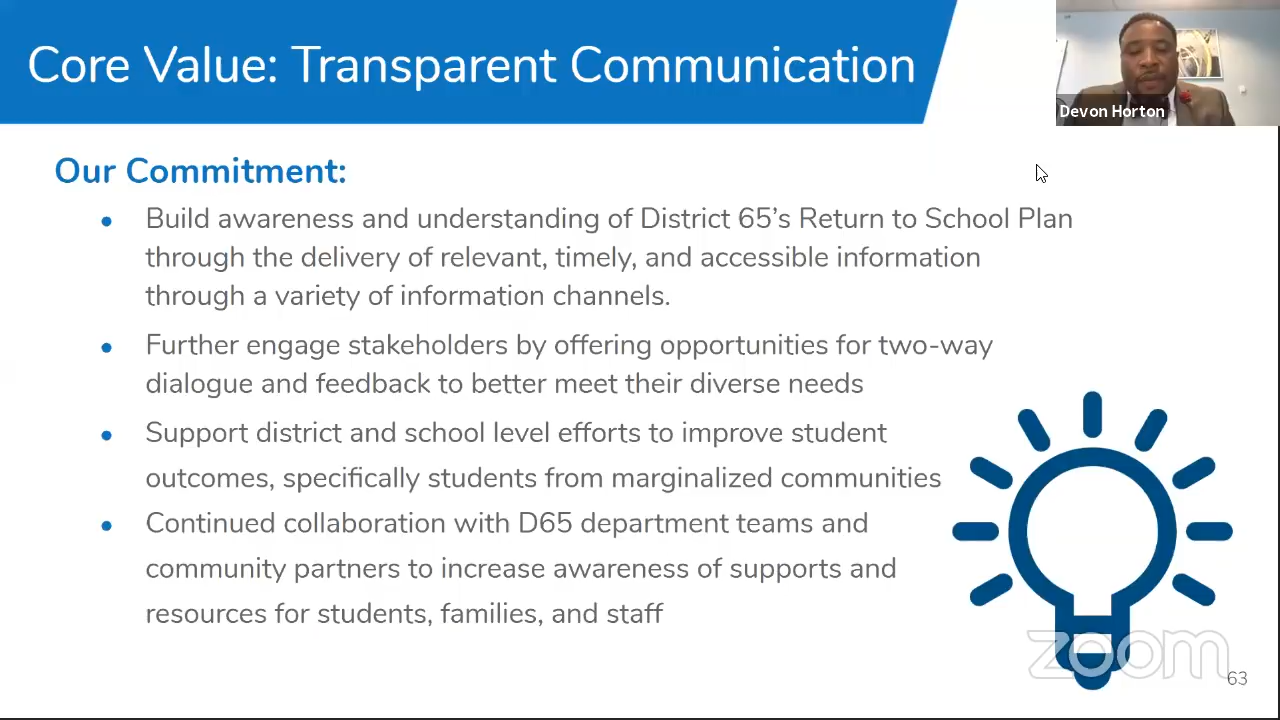 Core Value: Transparent Communication
Devon Horton
Our Commitment:
• Build awareness and understanding of District 65’s Return to School Plan
through the delivery of relevant, timely, and accessible information
through a variety of information channels.
• Further engage stakeholders by offering opportunities for two-way
dialogue and feedback to better meet their diverse needs
• Support district and school level efforts to improve student
outcomes, specifically students from marginalized communities
• Continued collaboration with D65 department teams and
community partners to increase awareness of supports and
resources for students, families, and staff
zoom
63